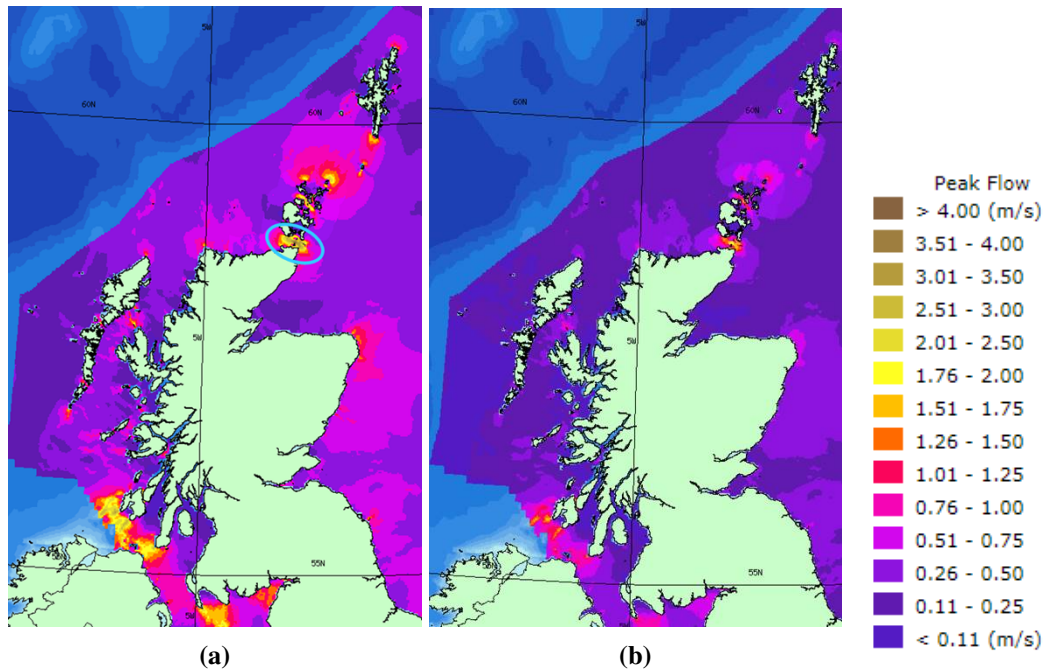 5W
60N
60N
5W
55N
5W
(a)
5W
60N
60N
5W
55N
5W
(b)
Peak Flow
> 4.00 (m/s)
3.51 - 4.00
3.01 - 3.50
2.51 - 3.00
2.01 - 2.50
1.76 - 2.00
1.51 - 1.75
1.26 - 1.50
1.01 - 1.25
0.76 - 1.00
0.51 - 0.75
0.26 - 0.50
0.11 - 0.25
< 0.11 (m/s)